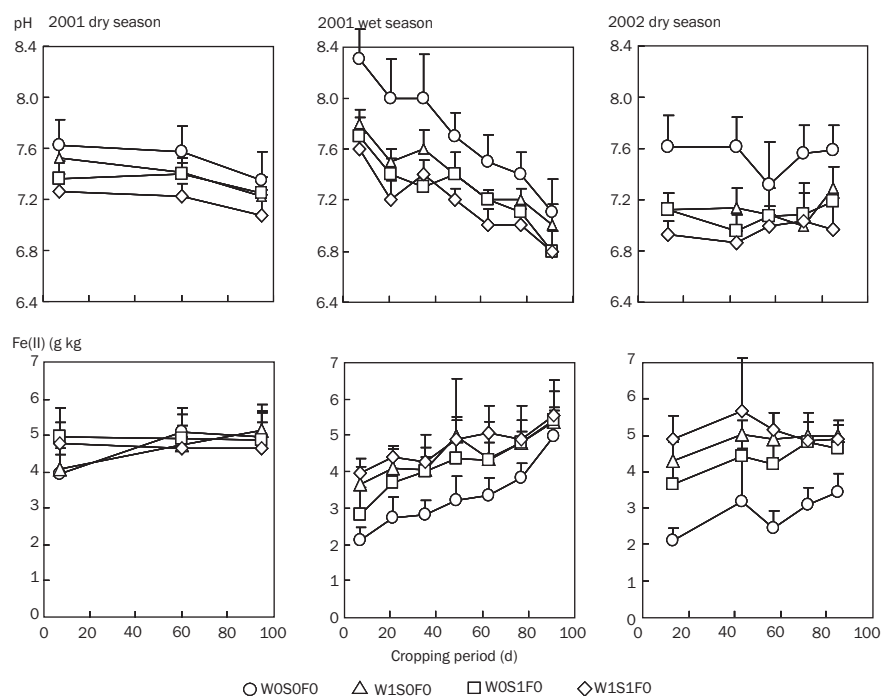 pH 2001 dry season 2001 wet season 2002 dry season
8.4 8.4 8.4
8.0 8.0 8.0
7.6 7.6 7.6
7.2 7.2 7.2
6.8 6.8 6.8
6.4 6.4 6.4
Fe(II) (g kg
7 7 7
6 6 6
5 5 5
4 4 4
3 3 3
2 2 2
1 1 1
0 0 0
0 20 40 60 80 100 0 20 40 60 80 100 0 20 40 60 80 100
Cropping period (d)
W0S0F0 W1S0F0 W0S1F0 W1S1F0